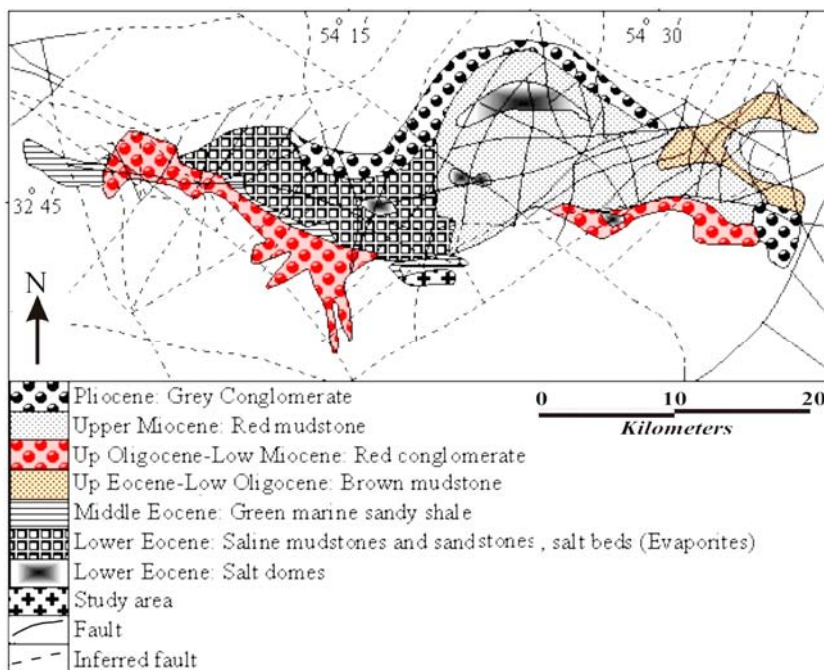 54° 15
54° 30
32° 45
N
Pliocene: Grey Conglomerate
Upper Miocene: Red mudstone
Up Oligocene-Low Miocene: Red conglomerate
Up Eocene-Low Oligocene: Brown mudstone
Middle Eocene: Green marine sandy shale
Lower Eocene: Saline mudstones and sandstones, salt beds (Evaporites)
Lower Eocene: Salt domes
Study area
Fault
Inferred fault
0 10 20
Kilometers